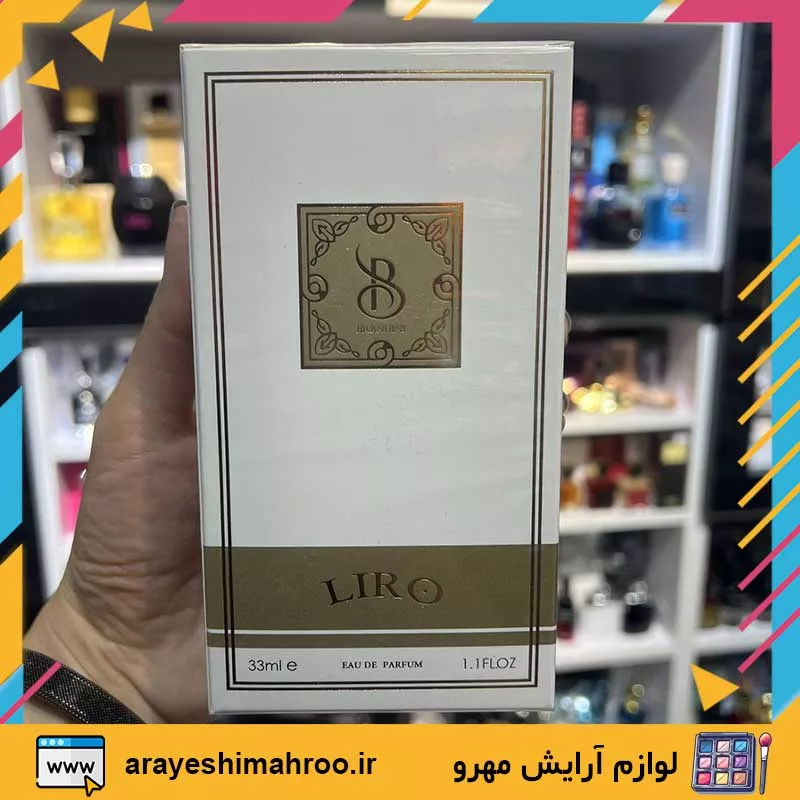 BRANDINI
LIRO
33ml e
EAU DE PARFUM
1.1FLOZ
www
arayeshimahroo.ir
لوازم آرایش مهرو